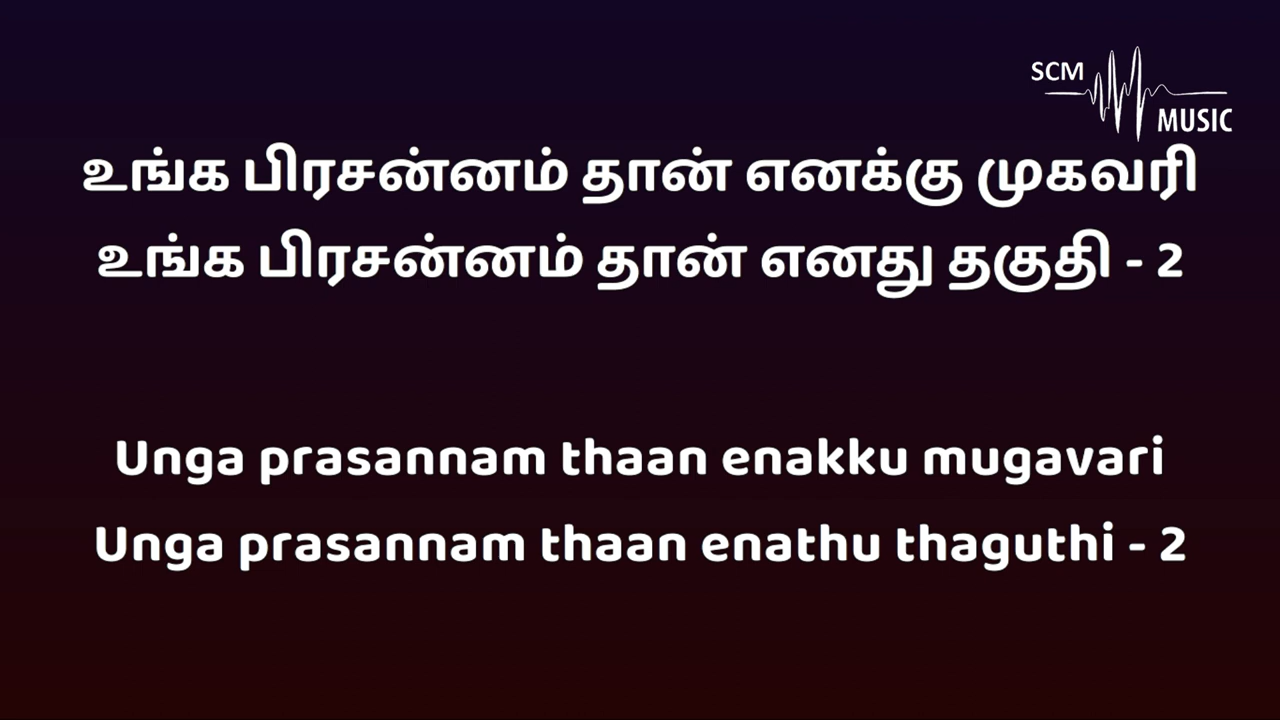 SCM
MUSIC
உங்க பிரசன்னம் தான் எனக்கு முகவரி
உங்க பிரசன்னம் தான் எனது தகுதி - 2
Unga prasannam thaan enakku mugavari
Unga prasannam thaan enathu thaguthi - 2